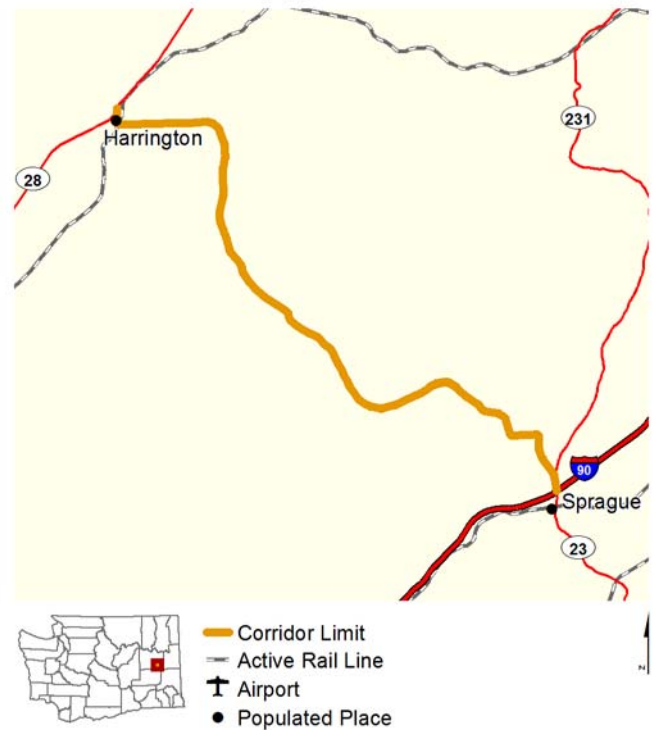 231
Harrington
28
90
Sprague
23
Corridor Limit
Active Rail Line
Airport
Populated Place
N